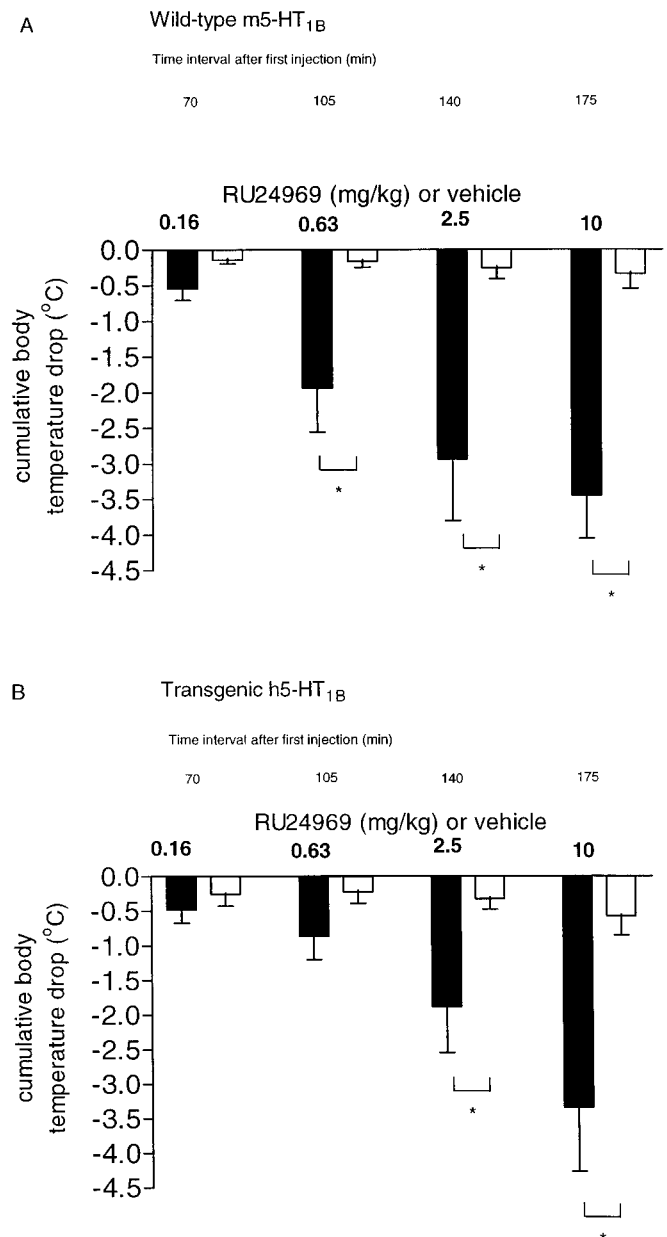 A
Wild-type m5-HT1B
Time interval after first injection (min)
70 105 140 175
RU24969 (mg/kg) or vehicle
0.16 0.63 2.5 10
0.0
-0.5
-1.0
-1.5
-2.0
-2.5
-3.0
-3.5
-4.0
-4.5
cumulative body
temperature drop (°C)
*
*
*
B
Transgenic h5-HT1B
Time interval after first injection (min)
70 105 140 175
RU24969 (mg/kg) or vehicle
0.16 0.63 2.5 10
0.0
-0.5
-1.0
-1.5
-2.0
-2.5
-3.0
-3.5
-4.0
-4.5
cumulative body
temperature drop (°C)
*
*